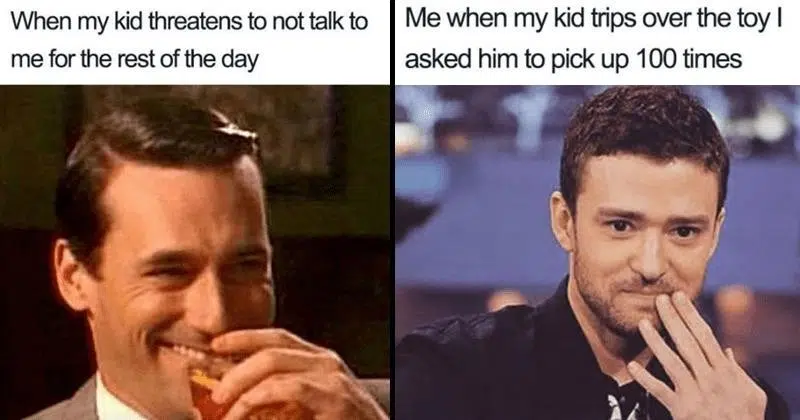 When my kid threatens to not talk to
me for the rest of the day
Me when my kid trips over the toy I
asked him to pick up 100 times